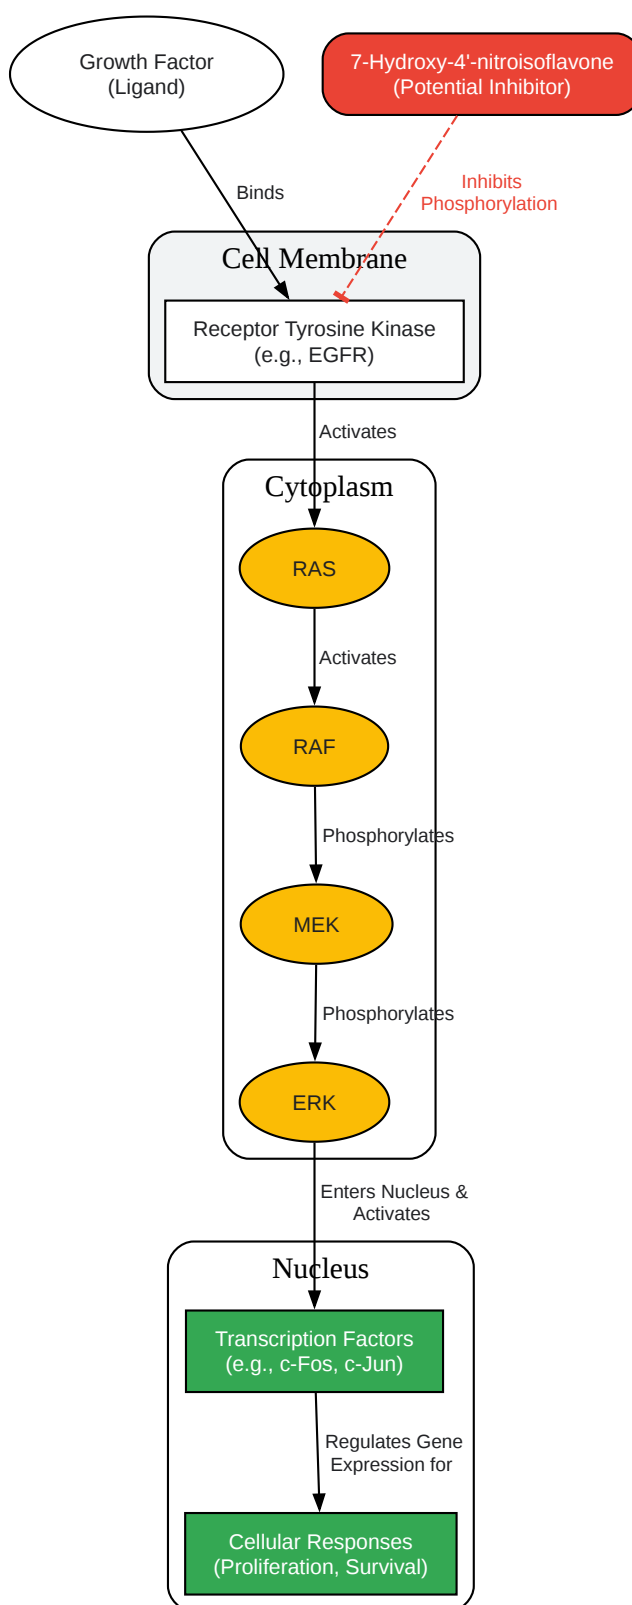 Growth Factor
(Ligand)
7-Hydroxy-4'-nitroisoflavone
(Potential Inhibitor)
Binds
Inhibits
Phosphorylation
Cell Membrane
Receptor Tyrosine Kinase
(e.g., EGFR)
Activates
Cytoplasm
RAS
Activates
RAF
Phosphorylates
MEK
Phosphorylates
ERK
Enters Nucleus &
Activates
Nucleus
Transcription Factors
(e.g., c-Fos, c-Jun)
Regulates Gene
Expression for
Cellular Responses
(Proliferation, Survival)